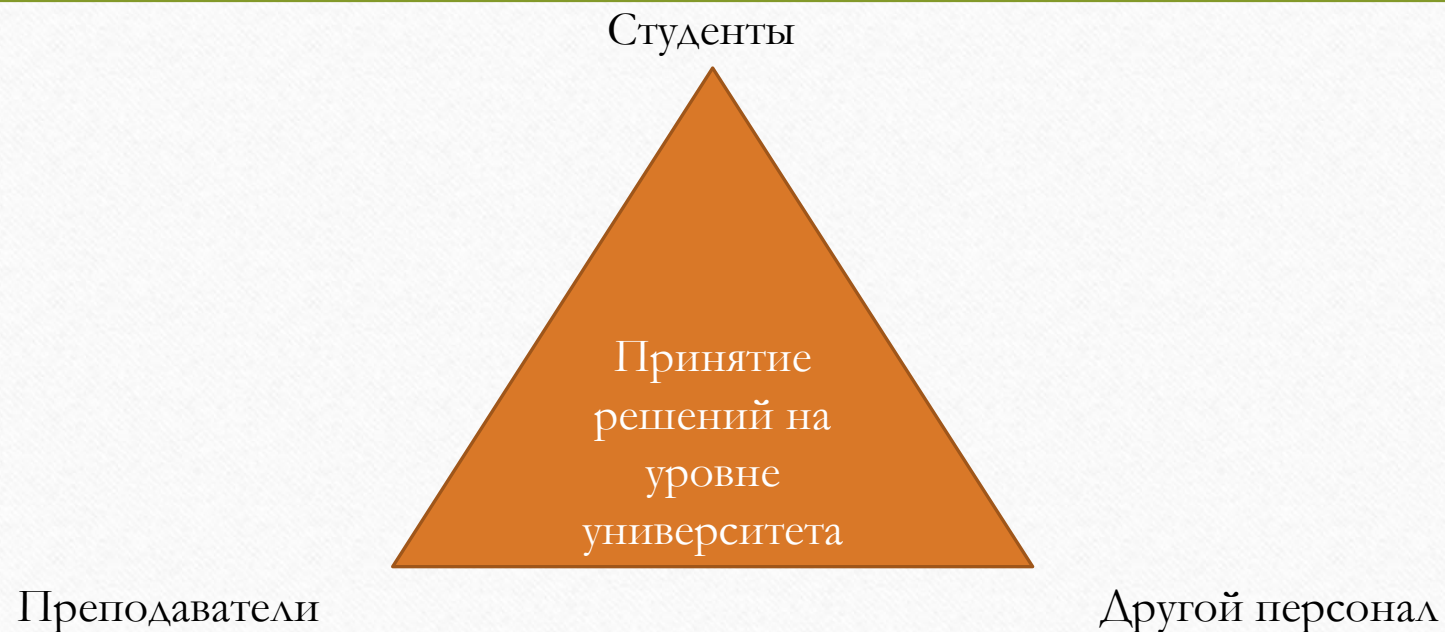 Студенты
Принятие
решений на
уровне
университета
Преподаватели
Другой персонал